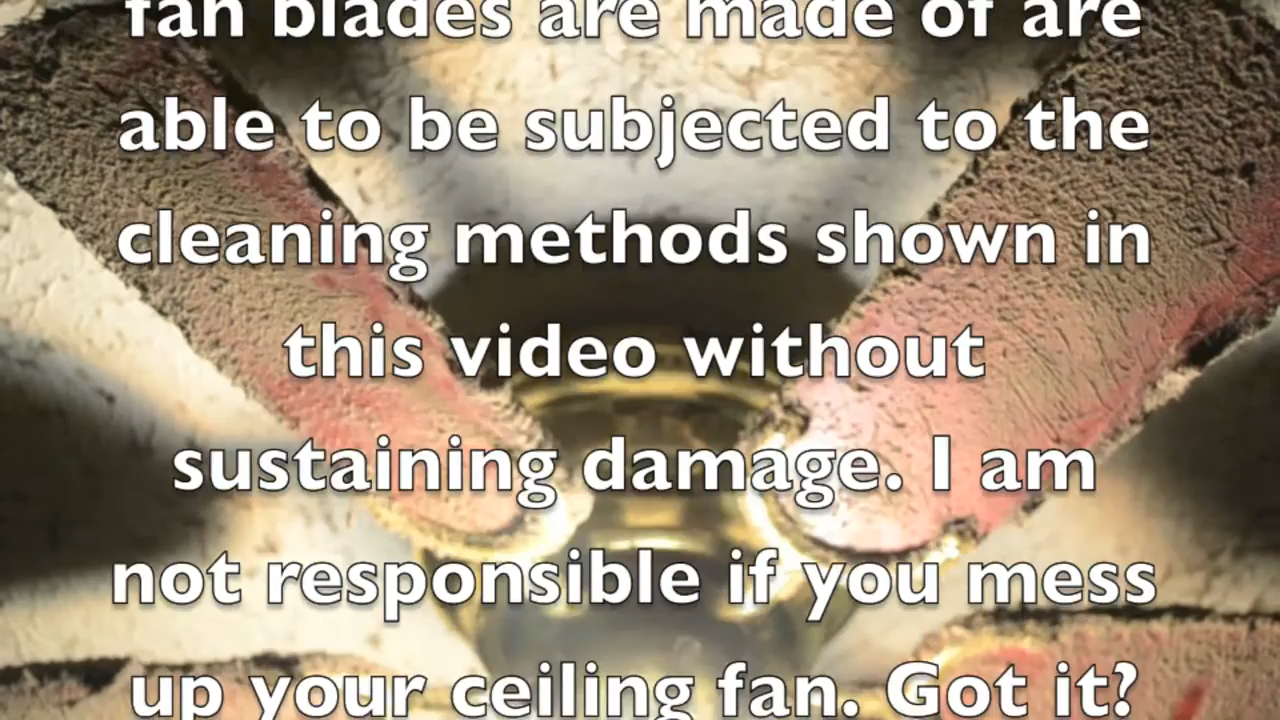 fan blades are made of are
able to be subjected to the
cleaning methods shown in
this video without
sustaining damage. I am
not responsible if you mess
up your ceiling fan. Got it?